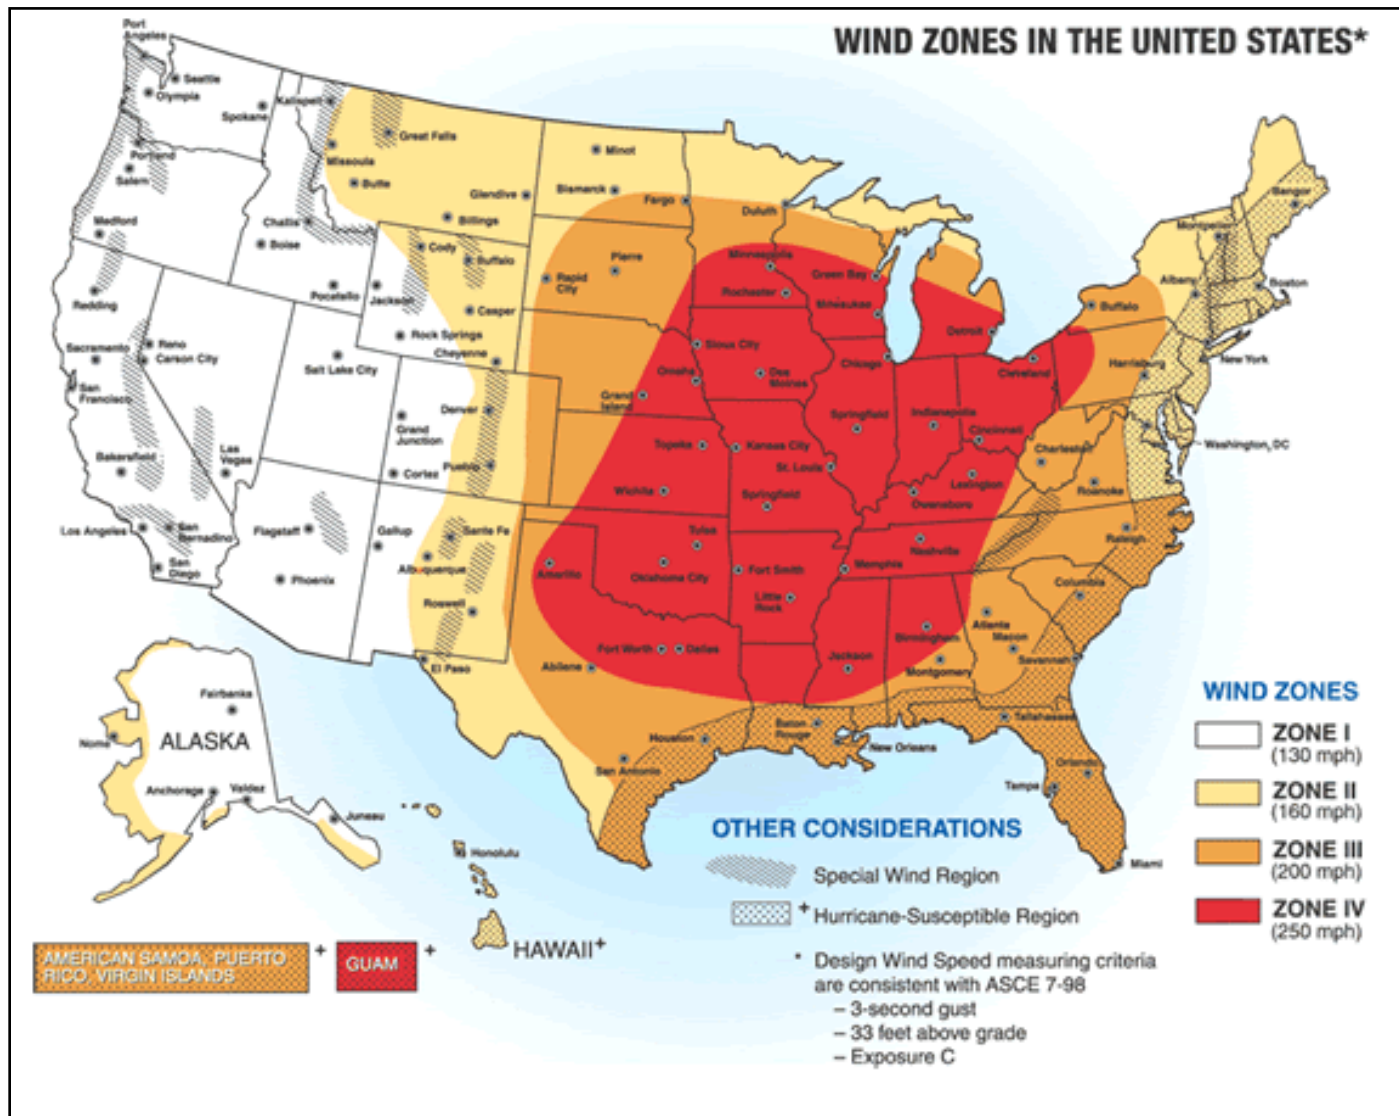 WIND ZONES IN THE UNITED STATES*
Port
Angeles
Seattle
Olympia
Spokane
Kalispell
Great Falls
Missoula
Butte
Glendive
Billings
Portland
Salem
Medford
Challis
Boise
Pocatello
Redding
Cody
Buffalo
Jackson
Casper
Rock Springs
Cheyenne
Minot
Bismarck
Fargo
Duluth
Pierre
Rapid
City
Minneapolis
Rochester
Green Bay
Milwaukee
Sacramento
Reno
Carson City
San
Francisco
Salt Lake City
Denver
Grand
Junction
Pueblo
Cortez
Bakersfield
Las
Vegas
Los Angeles
San
Bernadino
San
Diego
Flagstaff
Phoenix
Gallup
Sante Fe
Albuquerque
Roswell
El Paso
Sioux City
Omaha
Des
Moines
Grand
Island
Chicago
Detroit
Cleveland
Springfield
Indianapolis
Cincinneti
Topeka
Kansas City
St. Louis
Wichita
Springfield
Lexington
Owensboro
Tulsa
Oklahoma City
Amarillo
Fort Smith
Little
Rock
Memphis
Nashville
Fort Worth
Dallas
Abilene
Jackson
Birmingham
Montgomery
Atlanta
Macon
Savannah
Columbia
Raleigh
Roanoke
Charleston
Harrisburg
Buffalo
Albany
Montpelier
Bangor
Boston
New York
Washington, DC
San Antonio
Houston
Baton
Rouge
New Orleans
Tallahassee
Orlando
Tampa
Miami
Fairbanks
Nome
ALASKA
Anchorage
Valdez
Juneau
Honolulu
HAWAII+
AMERICAN SAMOA, PUERTO
RICO, VIRGIN ISLANDS
+
GUAM
+
OTHER CONSIDERATIONS
Special Wind Region
+ Hurricane-Susceptible Region
* Design Wind Speed measuring criteria
are consistent with ASCE 7-98
– 3-second gust
– 33 feet above grade
– Exposure C
WIND ZONES
ZONE I
(130 mph)
ZONE II
(160 mph)
ZONE III
(200 mph)
ZONE IV
(250 mph)